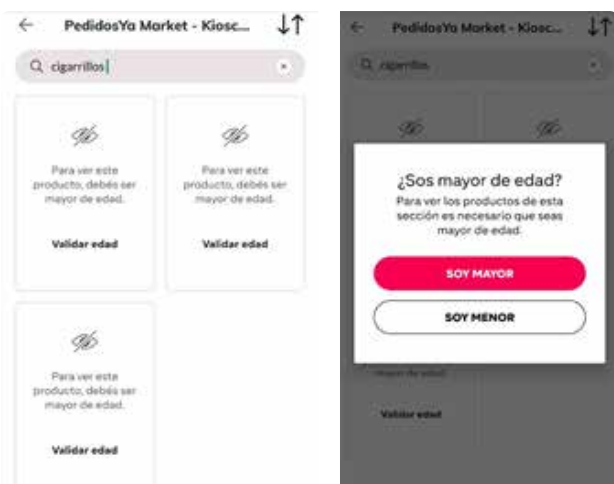 PedidosYa Market - Kiosc...
cigarrillos
Para ver este
producto, debés ser
mayor de edad.
Validar edad
Para ver este
producto, debés ser
mayor de edad.
Validar edad
Para ver este
producto, debés ser
mayor de edad.
Validar edad
PedidosYa Market - Kiosc...
cigarrillos
¿Sos mayor de edad?
Para ver los productos de esta
sección es necesario que seas
mayor de edad.
SOY MAYOR
SOY MENOR
mayor de edad.
Validar edad